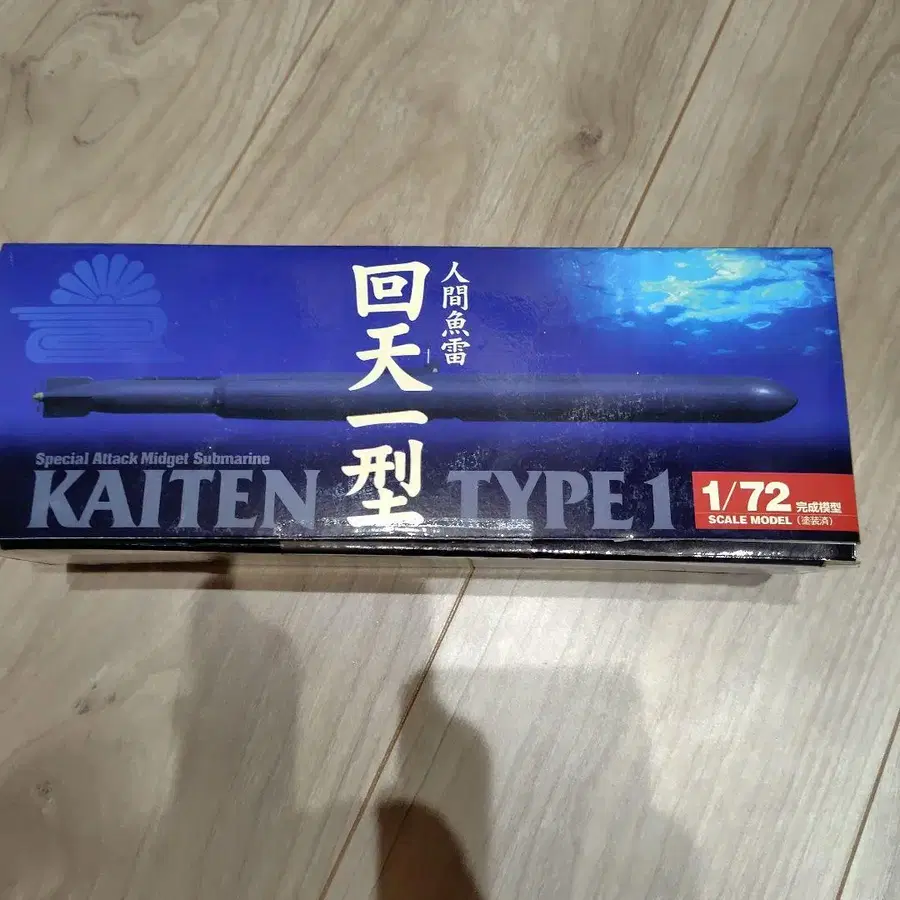 人間魚雷
回天一型
Special Attack Midget Submarine
KAITEN TYPE 1
1/72 完成模型
SCALE MODEL (塗装済)